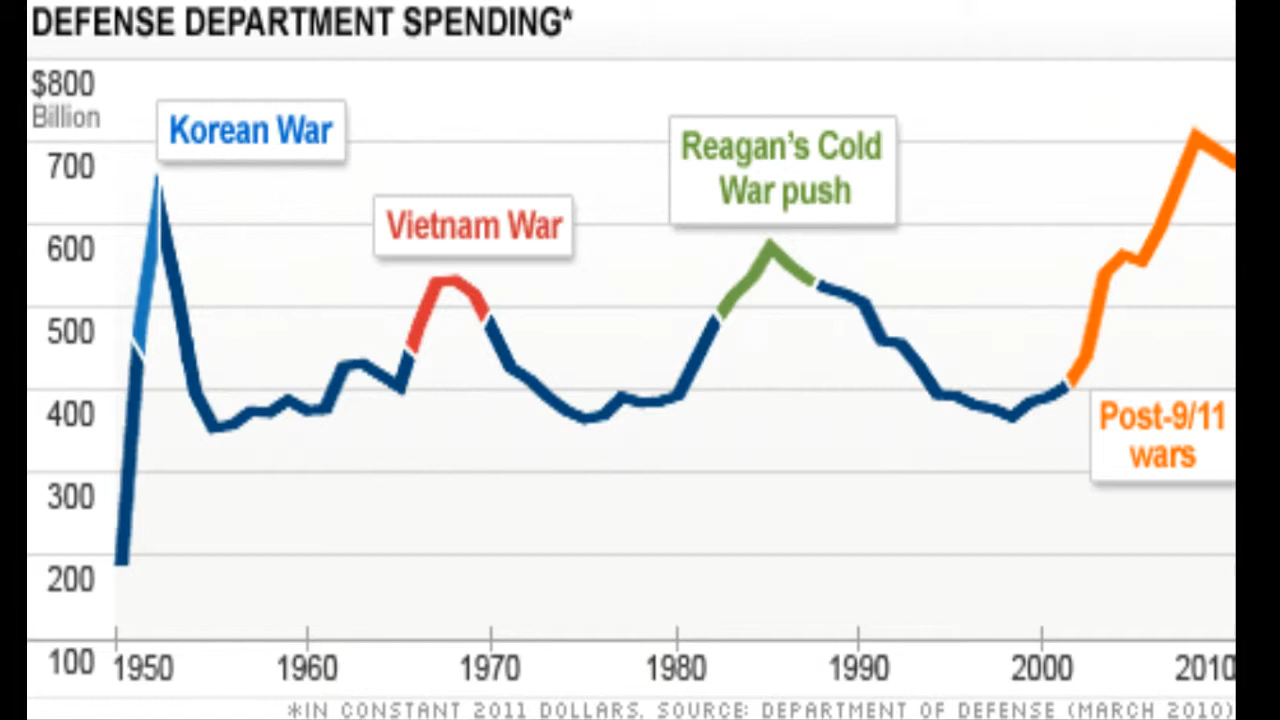 DEFENSE DEPARTMENT SPENDING*
$800
Billion
Korean War
Reagan's Cold
War push
700
Vietnam War
600
500
400
Post-9/11
wars
300
200
100
1950 1960 1970 1980 1990 2000 2010
*IN CONSTANT 2011 DOLLARS. SOURCE: DEPARTMENT OF DEFENSE (MARCH 2010)